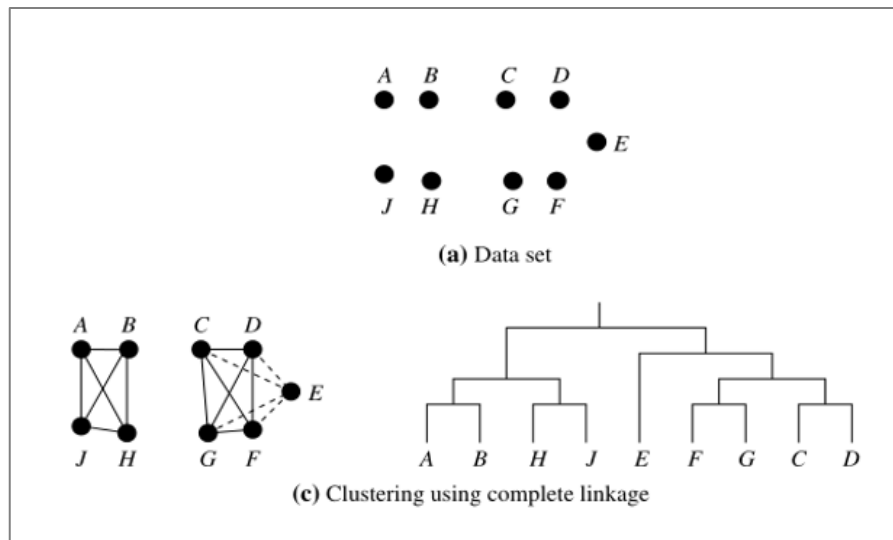 A B C D
E
J H G F
(a) Data set
A B C D
E
J H G F
A B H J E F G C D
(c) Clustering using complete linkage